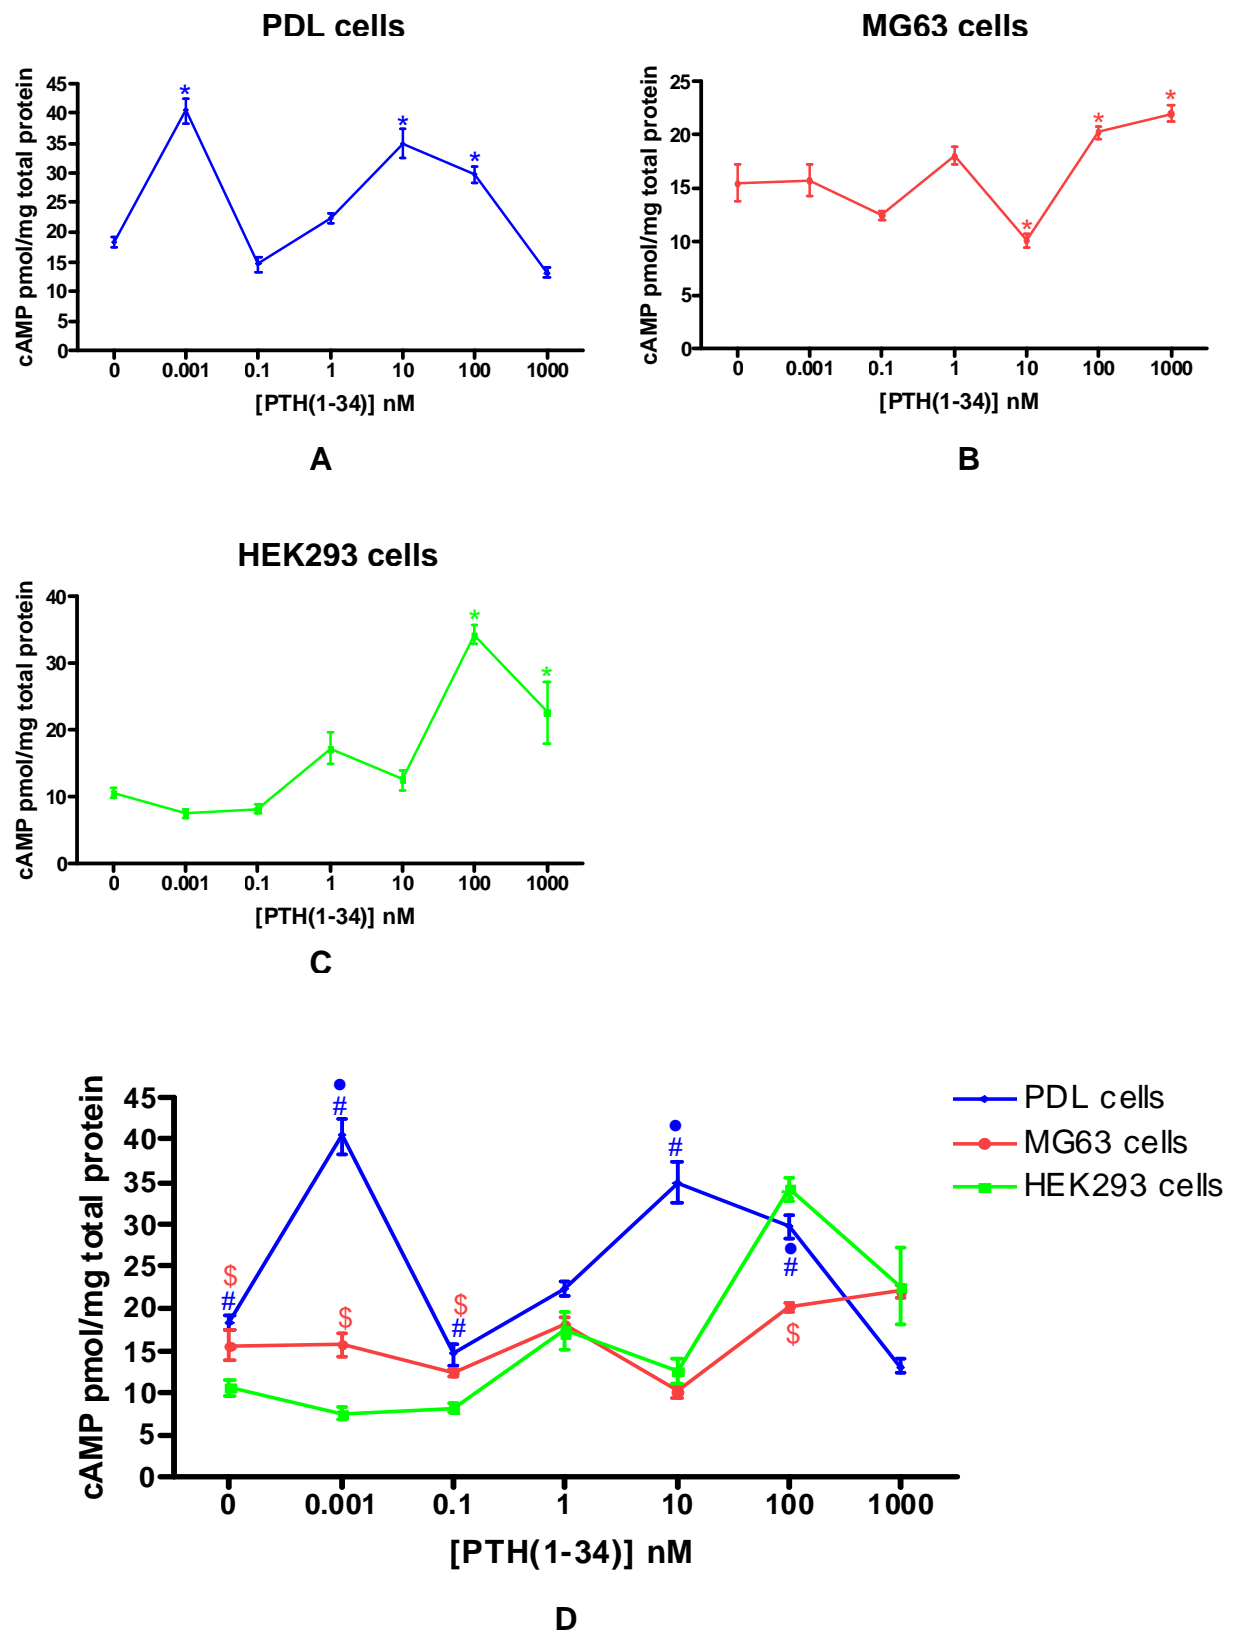 PDL cells
cAMP pmol/mg total protein
45
40
35
30
25
20
15
10
5
0
* * *
0 0.001 0.1 1 10 100 1000
[PTH(1-34)] nM
A
MG63 cells
cAMP pmol/mg total protein
25
20
15
10
5
0
* * *
0 0.001 0.1 1 10 100 1000
[PTH(1-34)] nM
B
HEK293 cells
cAMP pmol/mg total protein
40
30
20
10
0
* *
0 0.001 0.1 1 10 100 1000
[PTH(1-34)] nM
C
cAMP pmol/mg total protein
45
40
35
30
25
20
15
10
5
0
$
#
•
#
$
$
#
•
#
•
#
$
0 0.001 0.1 1 10 100 1000
[PTH(1-34)] nM
PDL cells
MG63 cells
HEK293 cells
D